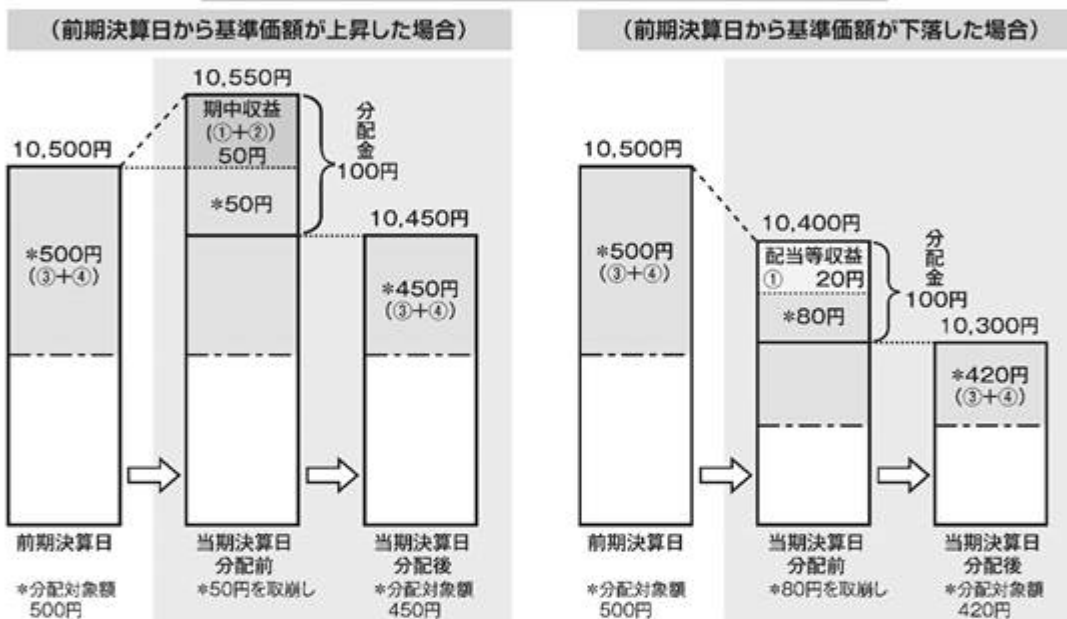 (前期決算日から基準価額が上昇した場合)
10,550円
期中収益
(①+②)
50円
*50円
分配金
100円
10,500円
*500円
(③+④)
10,450円
*450円
(③+④)
前期決算日
*分配対象額
500円
当期決算日
分配前
*50円を取崩し
当期決算日
分配後
*分配対象額
450円
(前期決算日から基準価額が下落した場合)
10,500円
*500円
(③+④)
10,400円
配当等収益
① 20円
*80円
分配金
100円
10,300円
*420円
(③+④)
前期決算日
*分配対象額
500円
当期決算日
分配前
*80円を取崩し
当期決算日
分配後
*分配対象額
420円